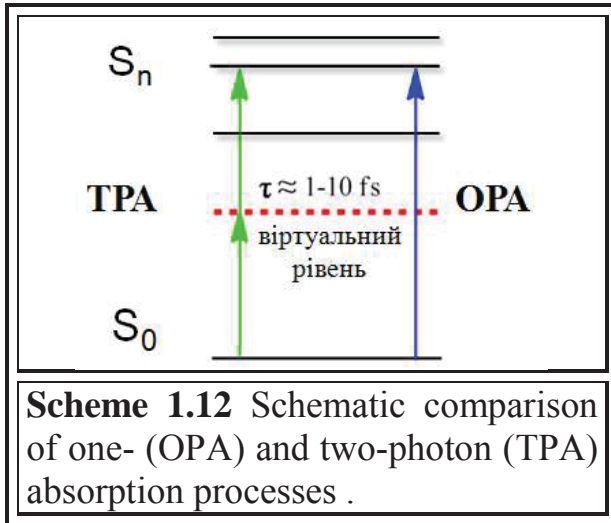 Sₙ
τ ≈ 1-10 fs
TPA
OPA
віртуальний
рівень
S₀
Scheme 1.12 Schematic comparison
of one- (OPA) and two-photon (TPA)
absorption processes .